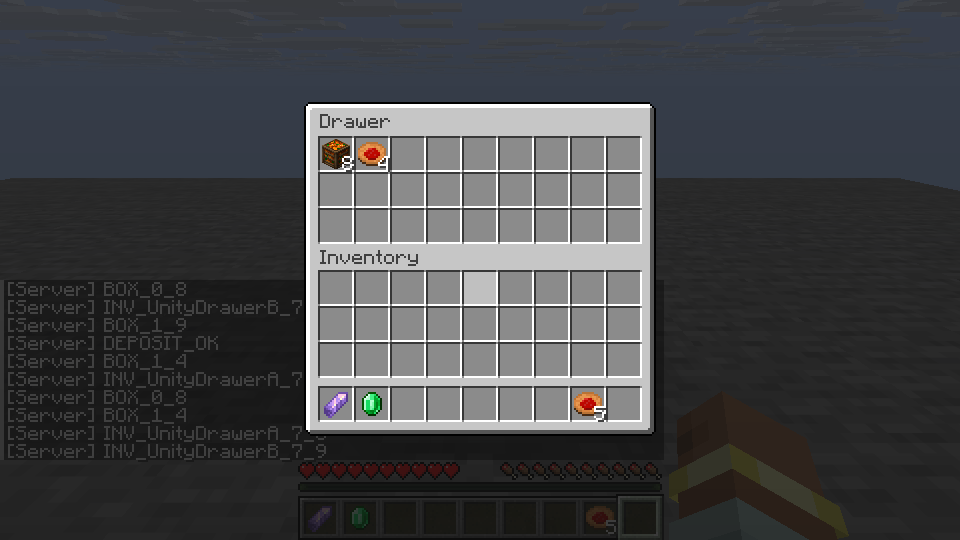 Drawer
8
4
Inventory
[Server] BOX_0_8
[Server] INV_UnityDrawerB_7
[Server] BOX_1_9
[Server] DEPOSIT_OK
[Server] BOX_1_4
[Server] INV_UnityDrawerA_7
[Server] BOX_0_8
[Server] BOX_1_4
5
[Server] INV_UnityDrawerA_7
[Server] INV_UnityDrawerB_7_9
5